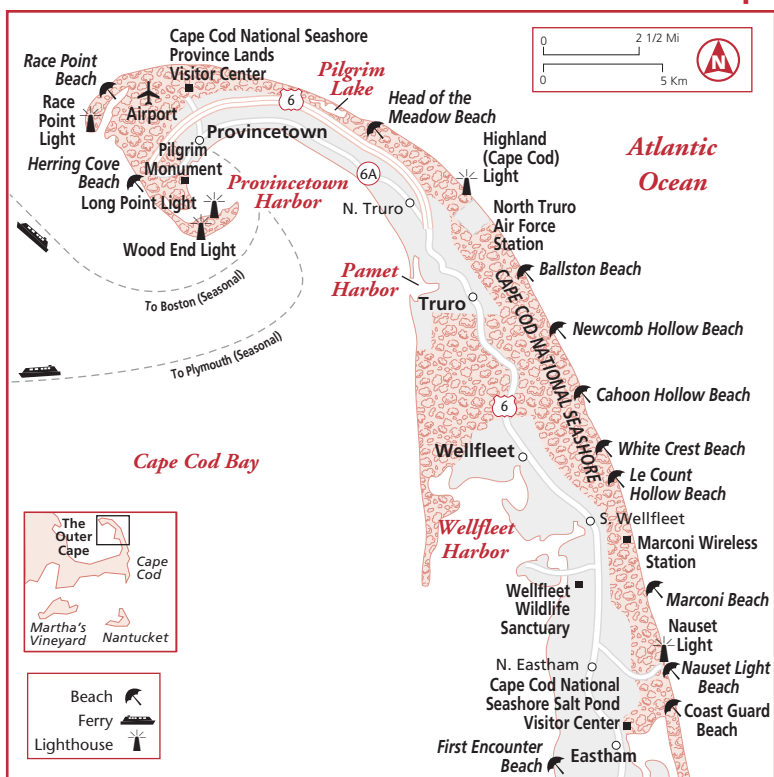 0 2 1/2 Mi
0 5 Km
N
Cape Cod National Seashore
Province Lands
Visitor Center
Race Point
Beach
Race
Point
Light
Airport
Pilgrim
Lake
6
Head of the
Meadow Beach
Provincetown
Highland
(Cape Cod)
Light
Atlantic
Ocean
Pilgrim
Monument
Herring Cove
Beach
6A
Long Point Light
Provincetown
Harbor
N. Truro
Wood End Light
North Truro
Air Force
Station
Ballston Beach
Pamet
Harbor
Truro
To Boston (Seasonal)
CAPE COD NATIONAL SEASHORE
Newcomb Hollow Beach
To Plymouth (Seasonal)
Cahoon Hollow Beach
6
White Crest Beach
Wellfleet
Cape Cod Bay
Le Count
Hollow Beach
S. Wellfleet
Wellfleet
Harbor
Marconi Wireless
Station
Wellfleet
Wildlife
Sanctuary
Marconi Beach
Nauset
Light
N. Eastham
Nauset Light
Beach
Cape Cod National
Seashore Salt Pond
Visitor Center
Coast Guard
Beach
First Encounter
Beach
Eastham
The
Outer
Cape
Cape
Cod
Martha's
Vineyard
Nantucket
Beach
Ferry
Lighthouse